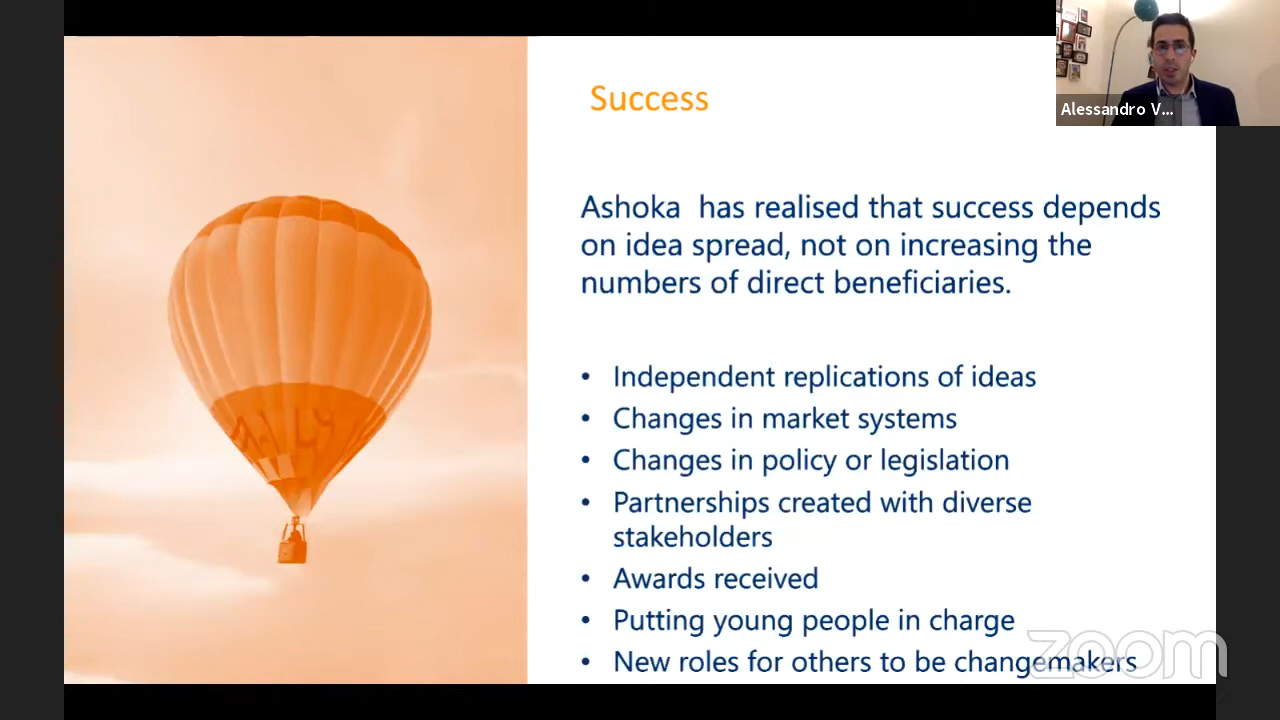 Success
Alessandro V...
Ashoka  has realised that success depends
on idea spread, not on increasing the
numbers of direct beneficiaries.
• Independent replications of ideas
• Changes in market systems
• Changes in policy or legislation
• Partnerships created with diverse
stakeholders
• Awards received
• Putting young people in charge
• New roles for others to be changemakers
zoom